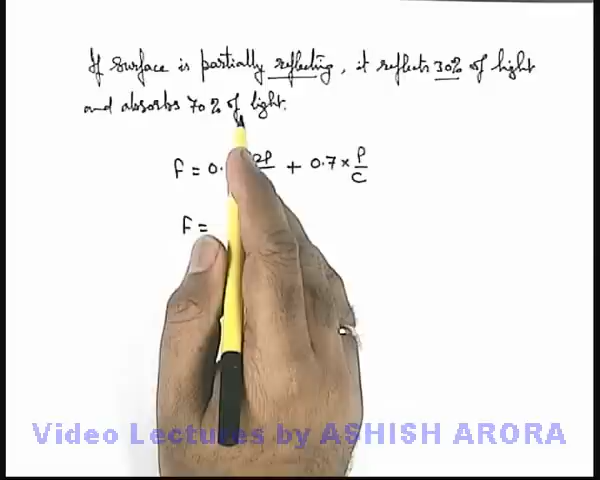 If Surface is partially reflecting, it reflects 30% of light
and absorbs 70% of light.
F = 0. 2P + 0.7 × P/C
F =
Video Lectures by ASHISH ARORA